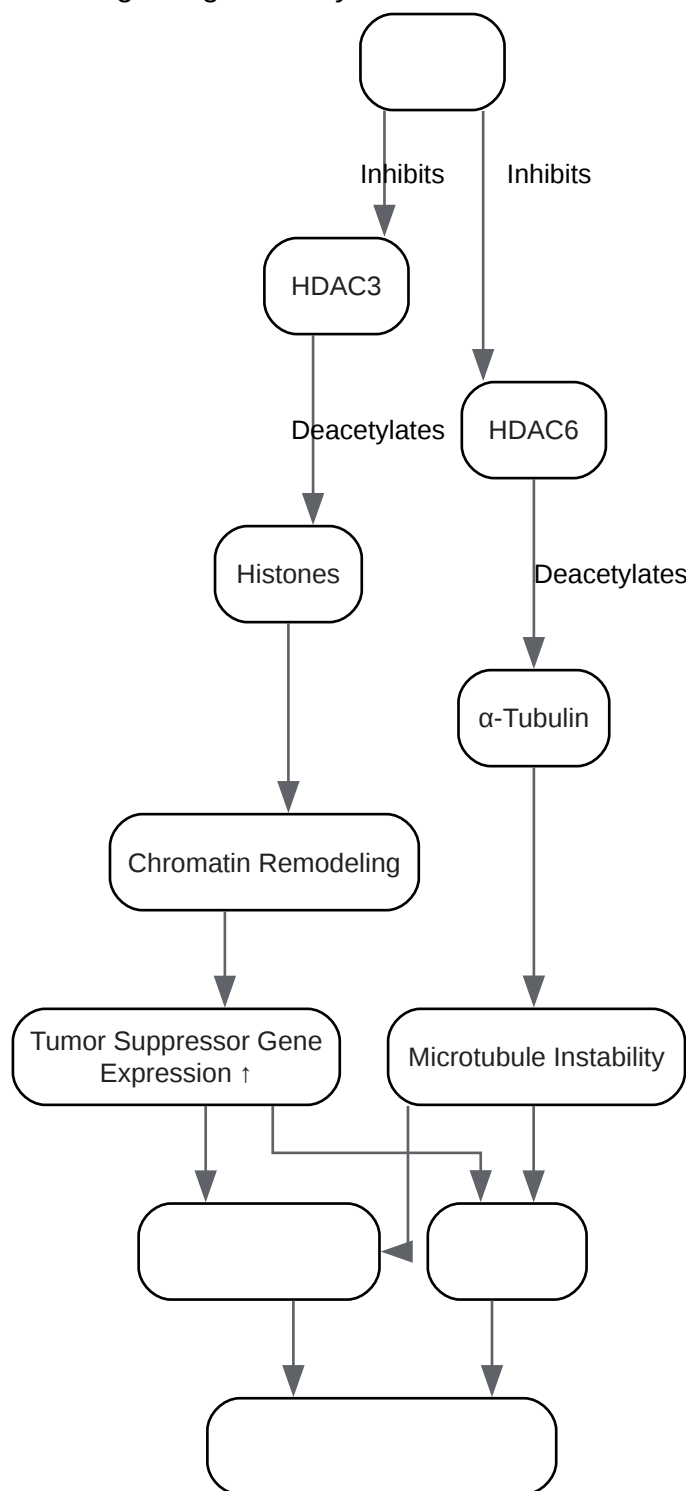 Inhibits
Inhibits
HDAC3
Deacetylates
HDAC6
Histones
Deacetylates
α-Tubulin
Chromatin Remodeling
Tumor Suppressor Gene
Expression ↑
Microtubule Instability